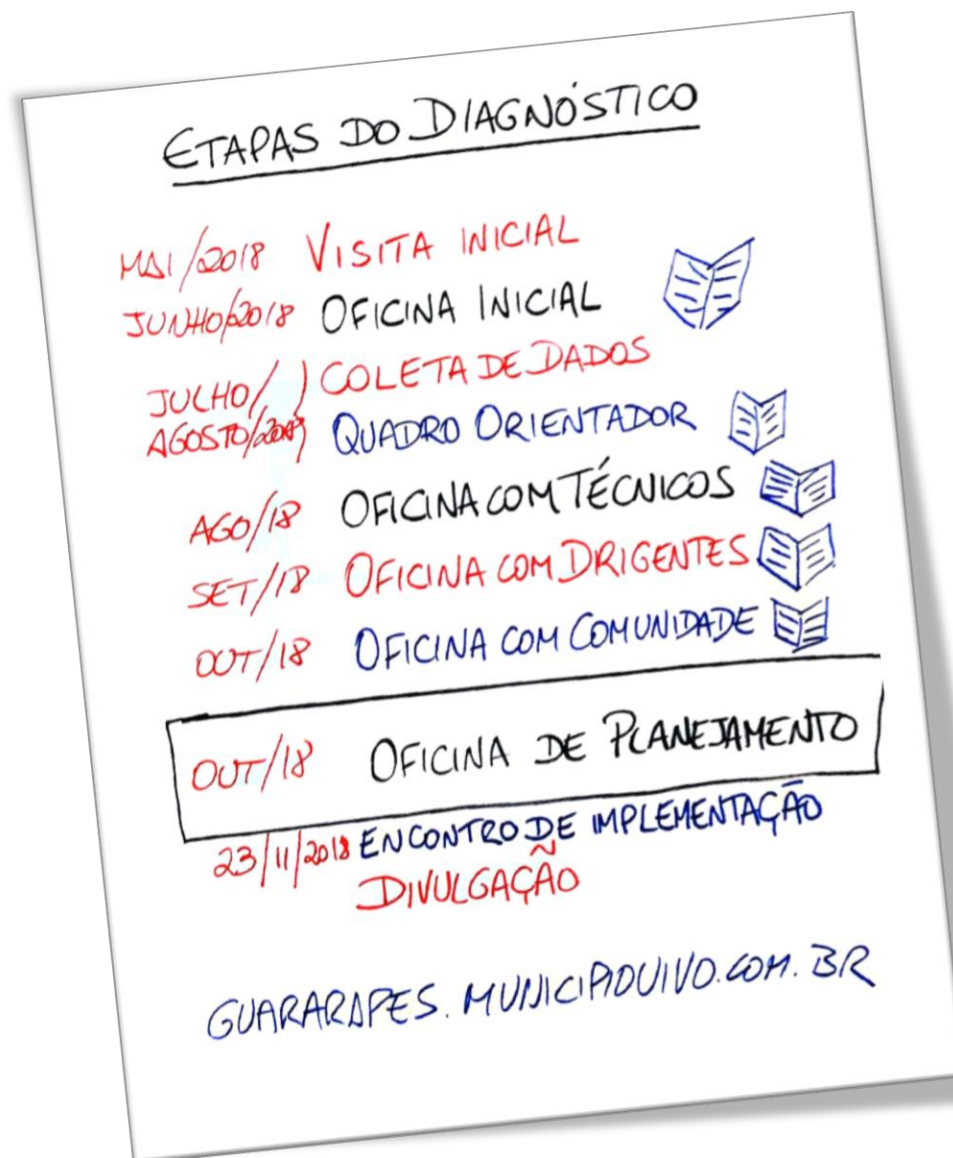 ETAPAS DO DIAGNÓSTICO
MAI/2018 VISITA INICIAL
JUNHO/2018 OFICINA INICIAL
JULHO/ ) COLETA DE DADOS
AGOSTO/2018 QUADRO ORIENTADOR
AGO/18 OFICINA COM TÉCNICOS
SET/18 OFICINA COM DIRIGENTES
OUT/18 OFICINA COM COMUNIDADE
OUT/18 OFICINA DE PLANEJAMENTO
23/11/2018 ENCONTRO DE IMPLEMENTAÇÃO
DIVULGAÇÃO
GUARARAPES.MUNICIPIOVIVO.COM.BR